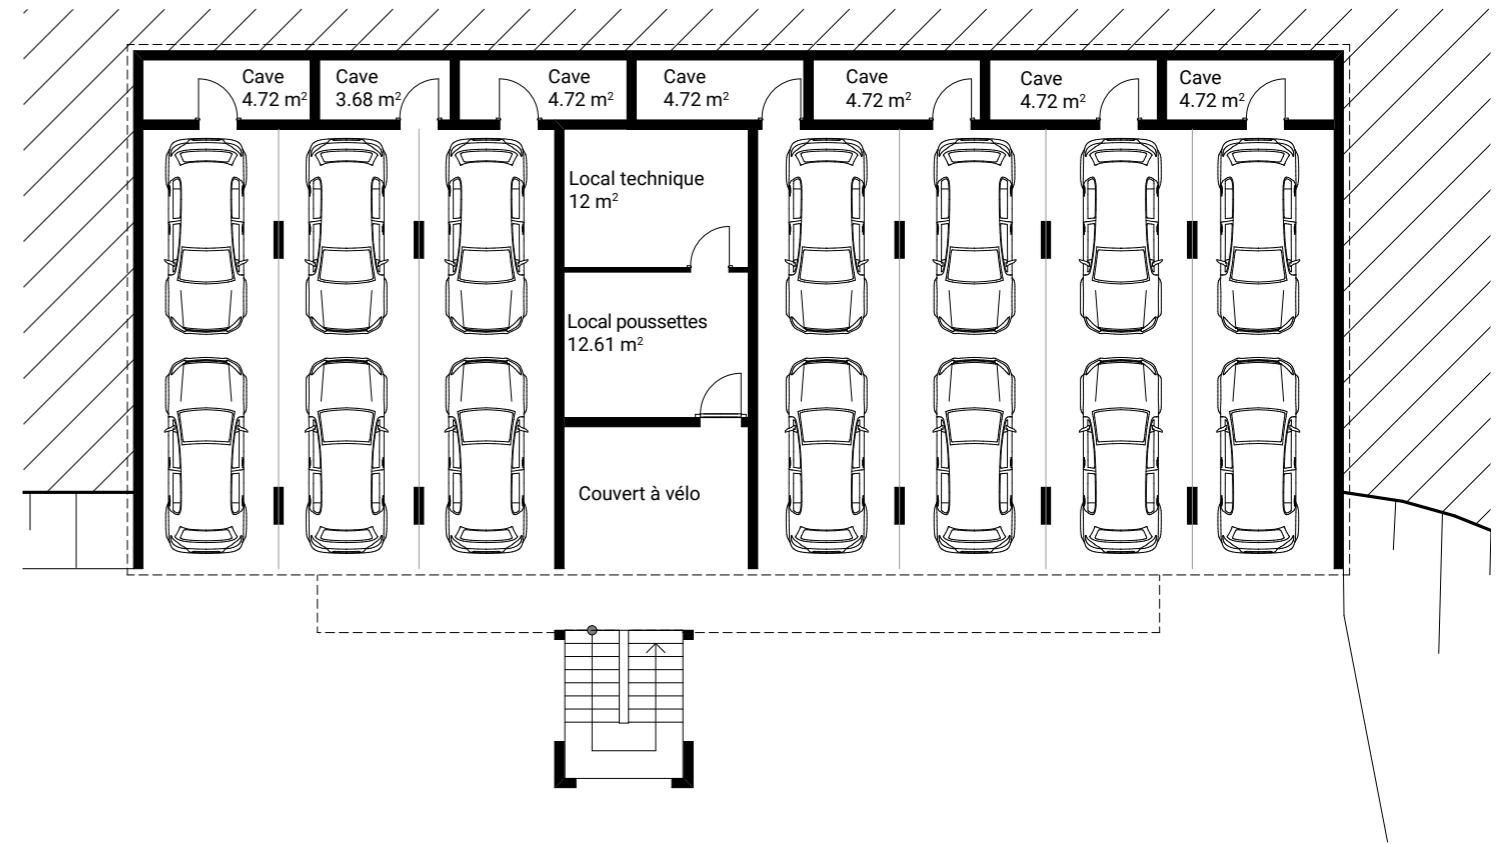 Cave
4.72 m²
Cave
3.68 m²
Cave
4.72 m²
Cave
4.72 m²
Cave
4.72 m²
Cave
4.72 m²
Cave
4.72 m²
Local technique
12 m²
Local poussettes
12.61 m²
Couvert à vélo